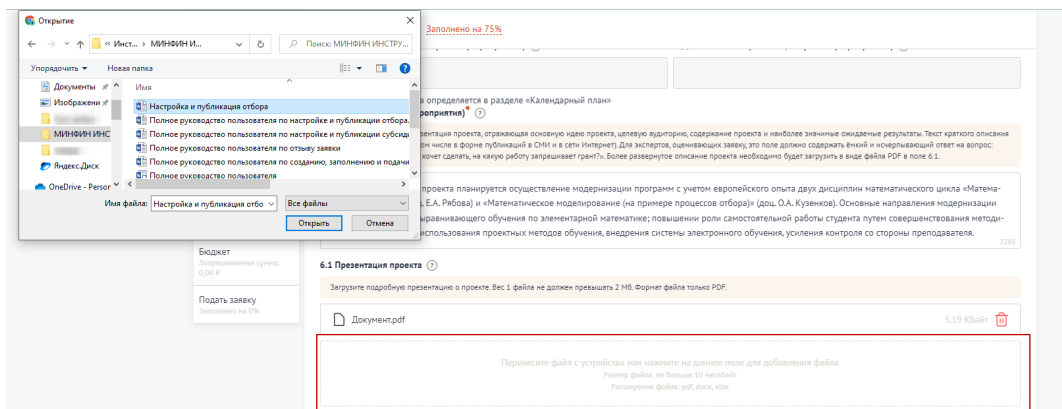 Открытие
Заполнено на 75%
« Инст... › МИНФИН И...
Поиск: МИНФИН ИНСТРУ...
Упорядочить
Новая папка
Документы
Изображени
МИНФИН ИНС
Яндекс.Диск
OneDrive - Person
Имя
Настройка и публикация отбора
Полное руководство пользователя по настройке и публикации отбора.
Полное руководство пользователя по настройке и публикации субсид
Полное руководство пользователя по отзыву заявки
Полное руководство пользователя по созданию, заполнению и подачи
Полное руководство пользователя
Имя файла: Настройка и публикация отбо
Все файлы
Открыть
Отмена
а определяется в разделе «Календарный план»
роприятия)* ?
зентация проекта, отражающая основную идею проекта, целевую аудиторию, содержание проекта и наиболее значимые ожидаемые результаты. Текст краткого описания
ом числе в форме публикаций в СМИ и в сети Интернет). Для экспертов, оценивающих заявку, это поле должно содержать ёмкий и исчерпывающий ответ на вопрос:
хочет сделать, на какую работу запрашивает грант?». Более развернутое описание проекта необходимо будет загрузить в виде файла PDF в поле 6.1.
проекта планируется осуществление модернизации программ с учетом европейского опыта двух дисциплин математического цикла «Матема-
. Е.А. Рябова) и «Математическое моделирование (на примере процессов отбора)» (доц. О.А. Кузенков). Основные направления модернизации
ыравнивающего обучения по элементарной математике; повышении роли самостоятельной работы студента путем совершенствования методи-
использования проектных методов обучения, внедрения системы электронного обучения, усиления контроля со стороны преподавателя.
2265
Бюджет
Запрашиваемая сумма:
0,00 ₽
Подать заявку
Заполнено на 0%
6.1 Презентация проекта ?
Загрузите подробную презентацию о проекте. Вес 1 файла не должен превышать 2 Мб. Формат файла только PDF.
Документ.pdf
5.19 Кбайт
Перенесите файл с устройства или нажмите на данное поле для добавления файла
Размер файла: не больше 10 мегабайт
Расширение файла: pdf, docx, xlsx